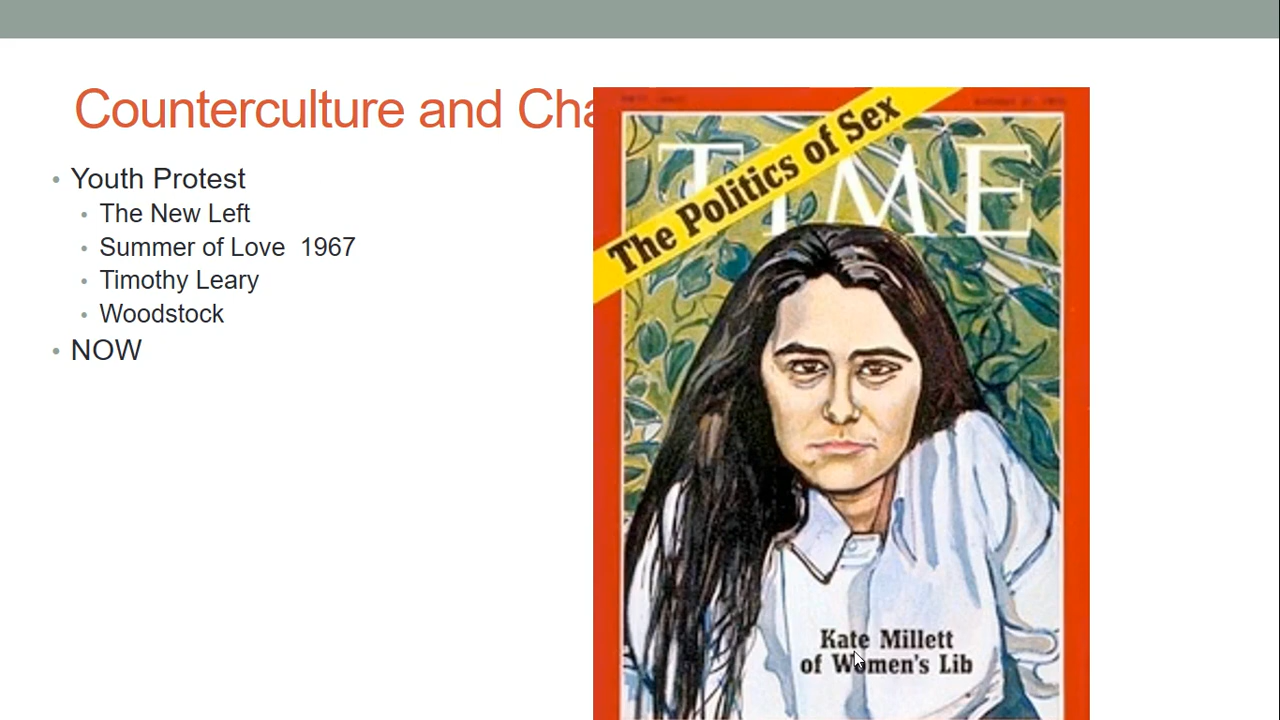 Counterculture and Cha
Youth Protest
The New Left
Summer of Love 1967
Timothy Leary
Woodstock
NOW
The Politics of Sex
TIME
Kate Millett
of Women's Lib